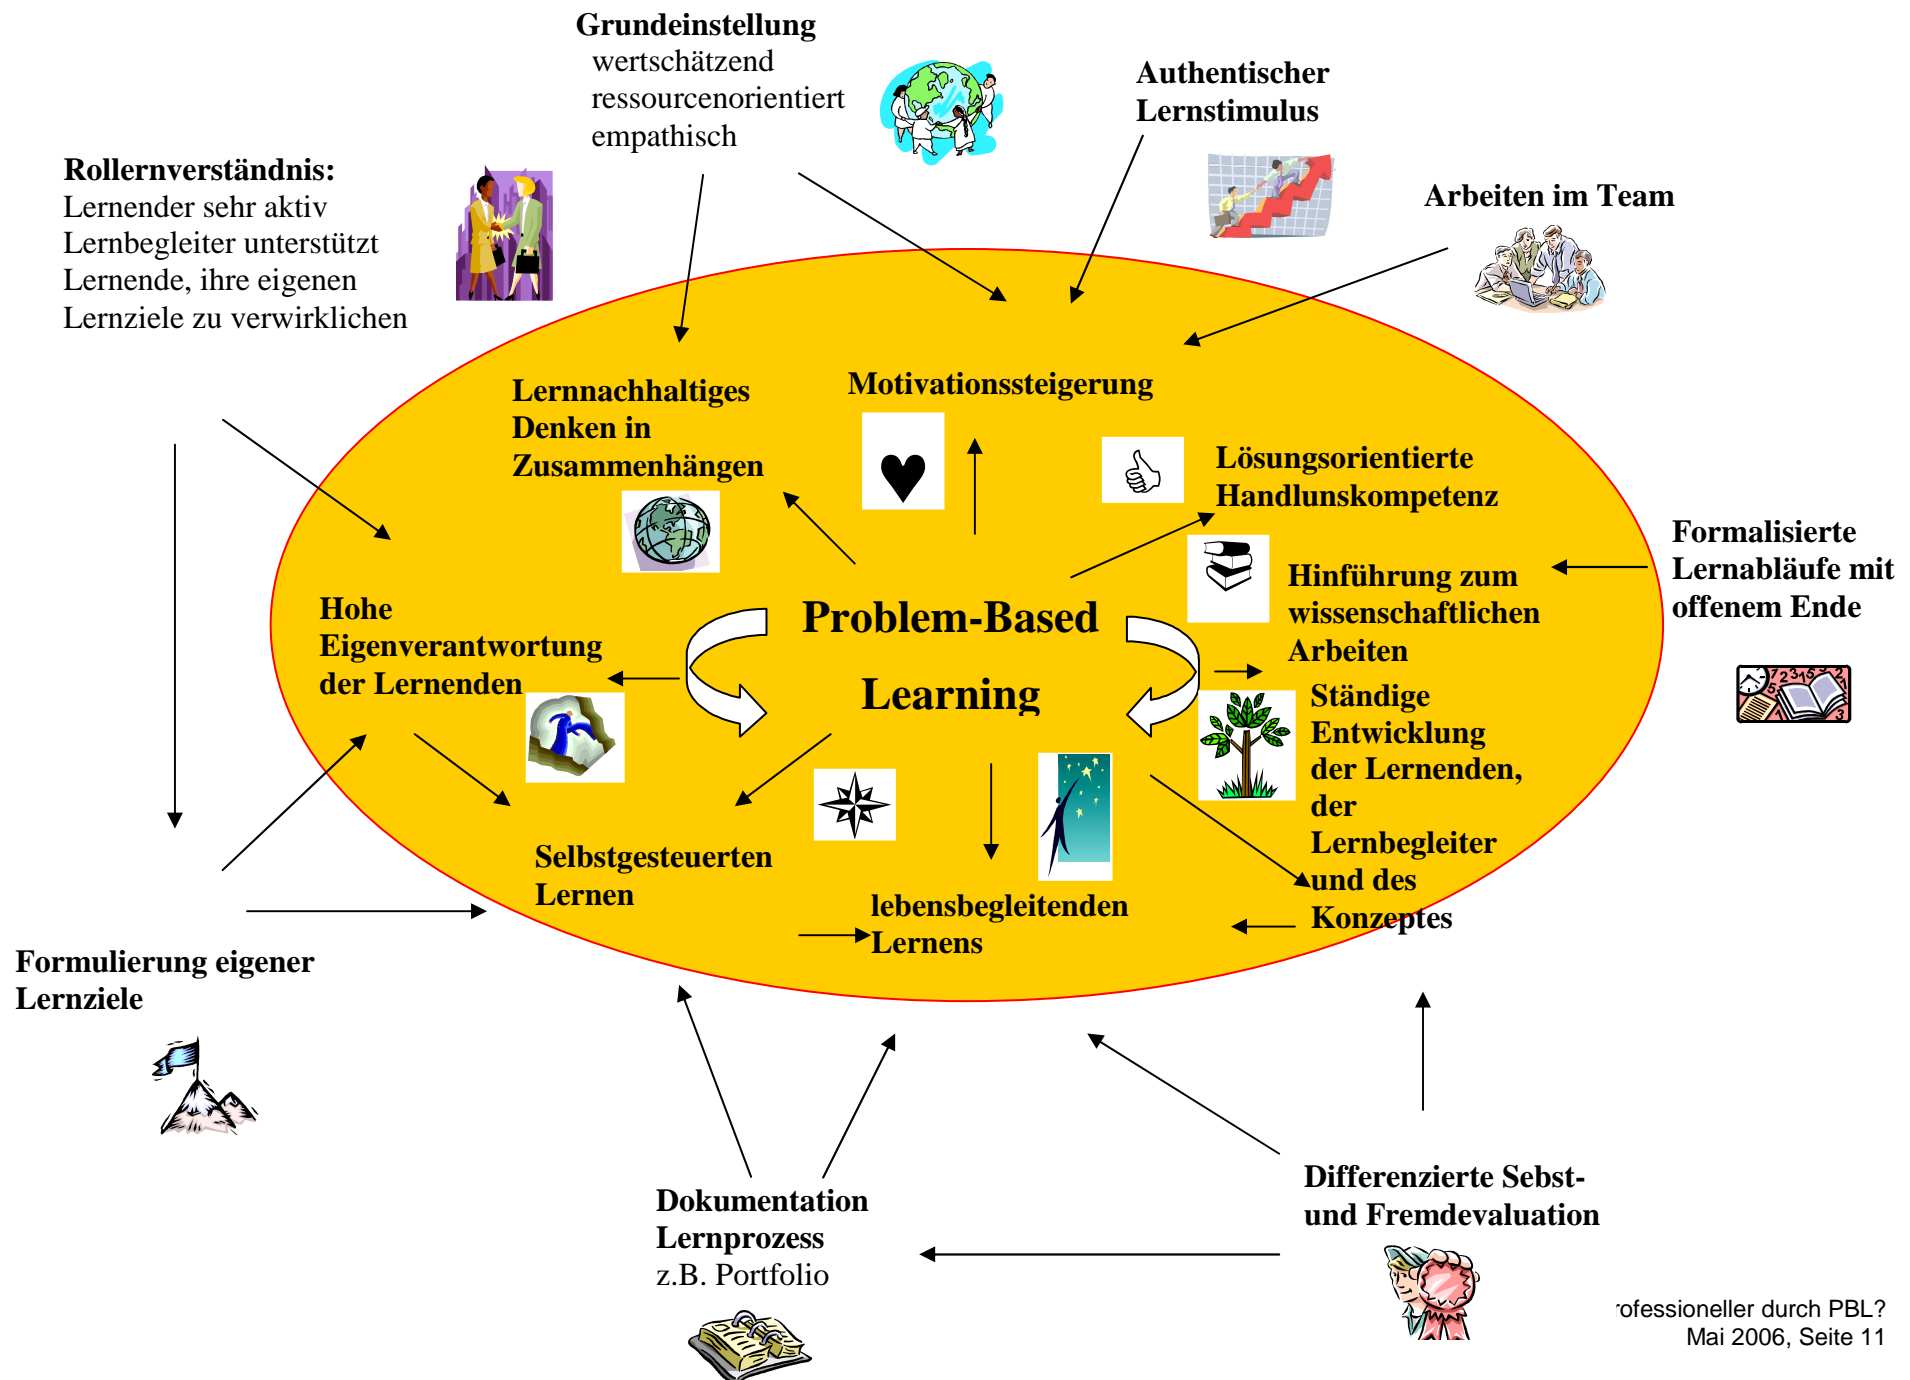 Grundeinstellung
wertschätzend
ressourcenorientiert
empathisch
Authentischer
Lernstimulus
Rollernverständnis:
Lernender sehr aktiv
Lernbegleiter unterstützt
Lernende, ihre eigenen
Lernziele zu verwirklichen
Arbeiten im Team
Lernnachhaltiges
Denken in
Zusammenhängen
Motivationssteigerung
Lösungsorientierte
Handlunskompetenz
Formalisierte
Lernabläufe mit
offenem Ende
Hinführung zum
wissenschaftlichen
Arbeiten
Hohe
Eigenverantwortung
der Lernenden
Problem-Based
Learning
Ständige
Entwicklung
der Lernenden,
der
Lernbegleiter
und des
Konzeptes
Selbstgesteuerten
Lernen
lebensbegleitenden
Lernens
Formulierung eigener
Lernziele
Dokumentation
Lernprozess
z.B. Portfolio
Differenzierte Sebst-
und Fremdevaluation
rofessioneller durch PBL?
Mai 2006, Seite 11